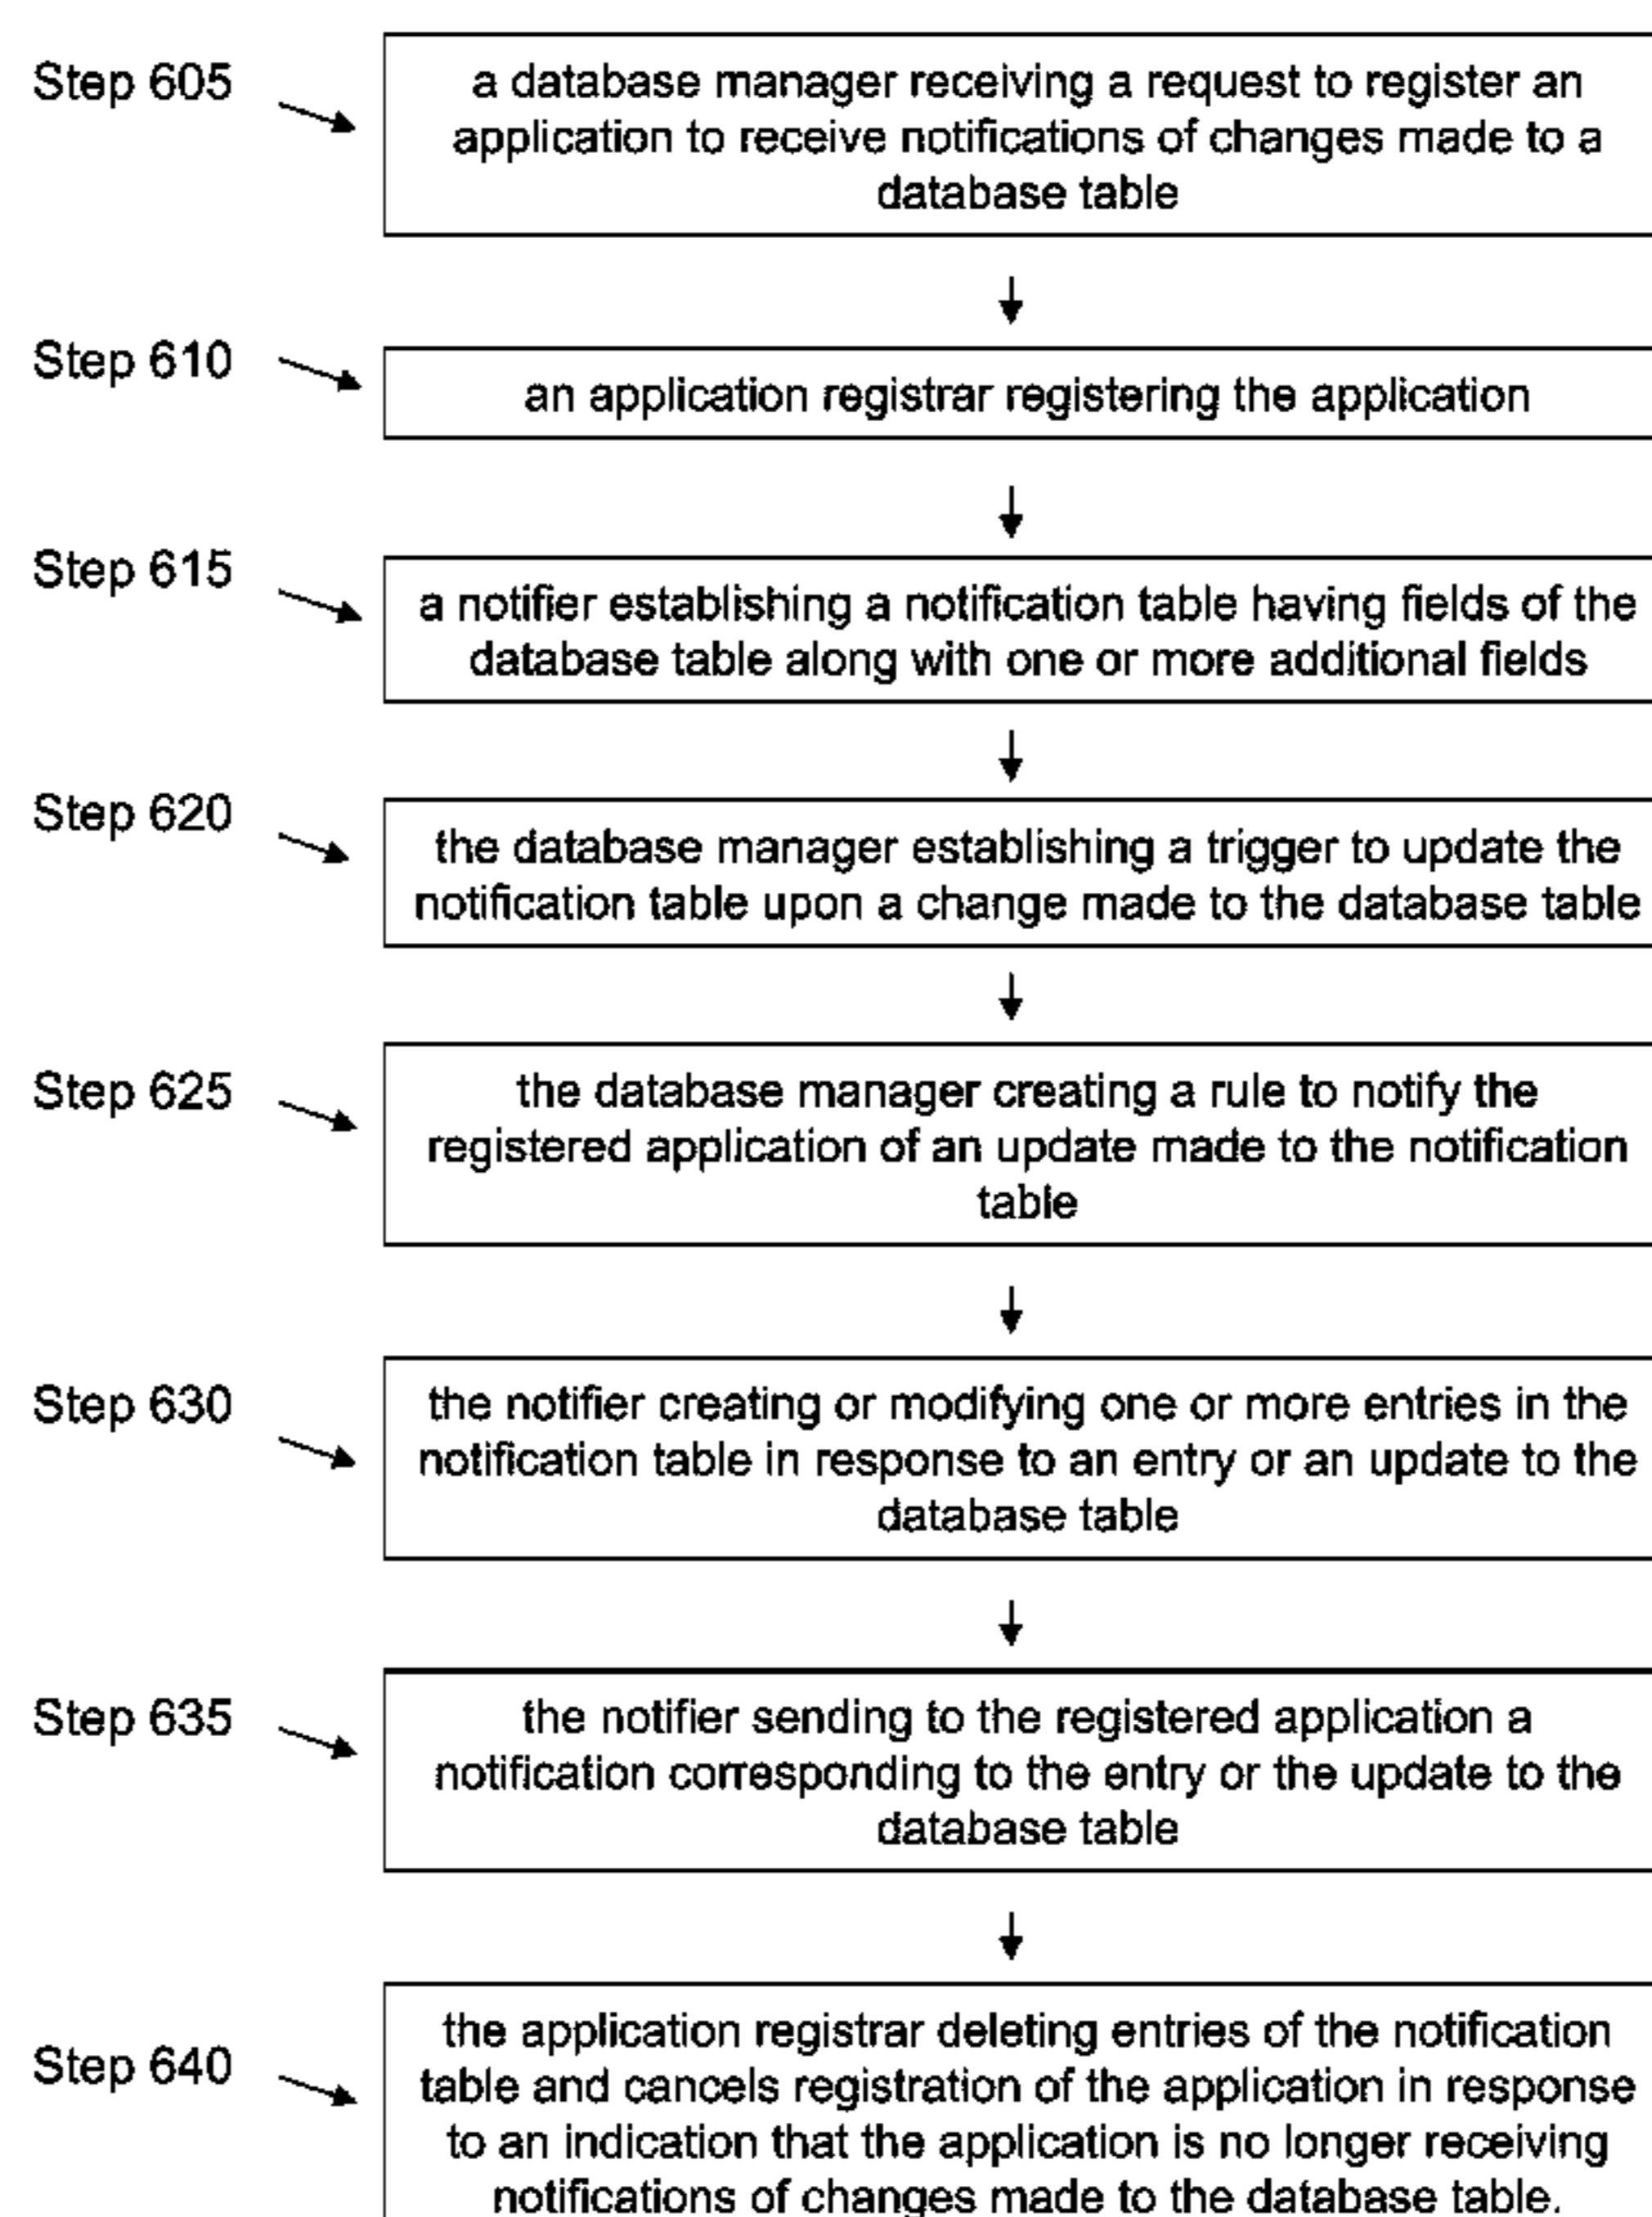 Step 605
a database manager receiving a request to register an
application to receive notifications of changes made to a
database table
Step 610
an application registrar registering the application
Step 615
a notifier establishing a notification table having fields of the
database table along with one or more additional fields
Step 620
the database manager establishing a trigger to update the
notification table upon a change made to the database table
Step 625
the database manager creating a rule to notify the
registered application of an update made to the notification
table
Step 630
the notifier creating or modifying one or more entries in the
notification table in response to an entry or an update to the
database table
Step 635
the notifier sending to the registered application a
notification corresponding to the entry or the update to the
database table
Step 640
the application registrar deleting entries of the notification
table and cancels registration of the application in response
to an indication that the application is no longer receiving
notifications of changes made to the database table.